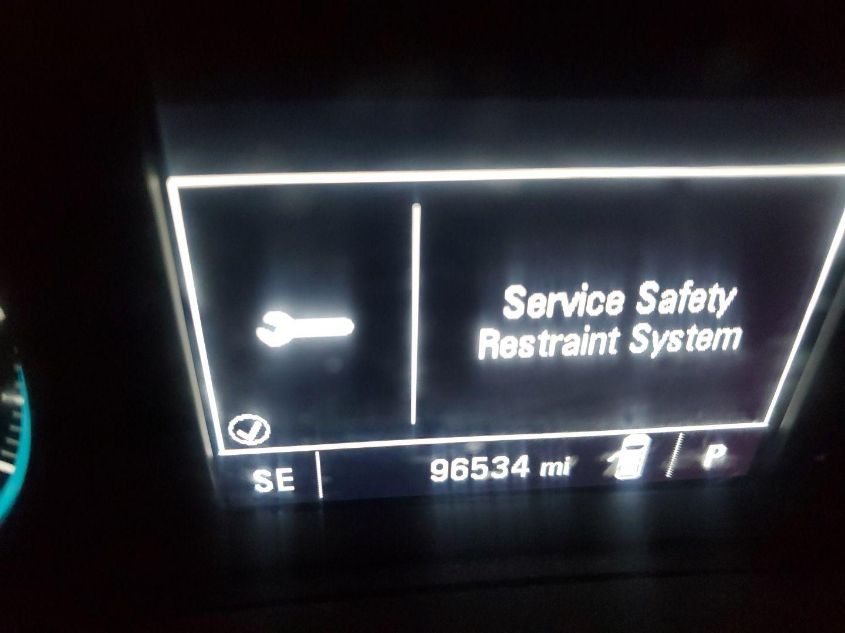 Service Safety
Restraint System
SE
96534 mi
P